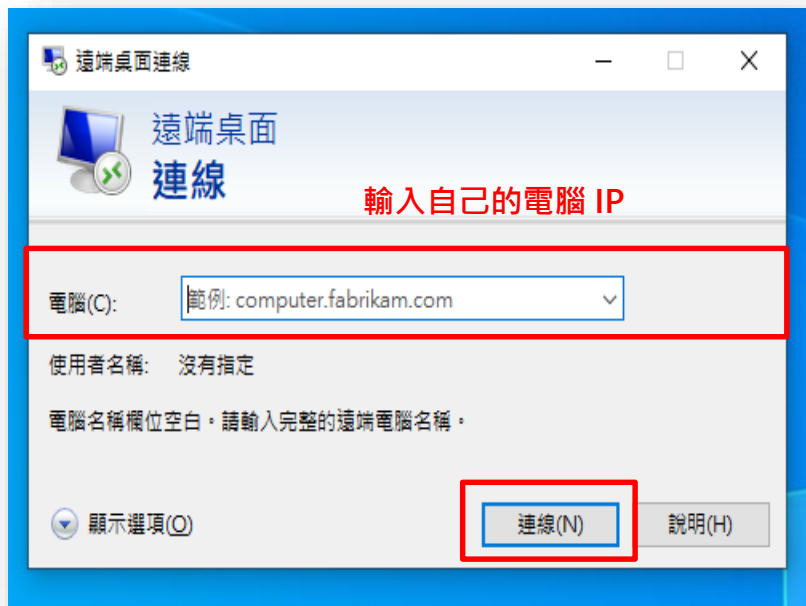 遠端桌面連線
遠端桌面
連線
輸入自己的電腦 IP
電腦(C):
範例: computer.fabrikam.com
使用者名稱: 沒有指定
電腦名稱欄位空白。請輸入完整的遠端電腦名稱。
顯示選項(O)
連線(N)
說明(H)